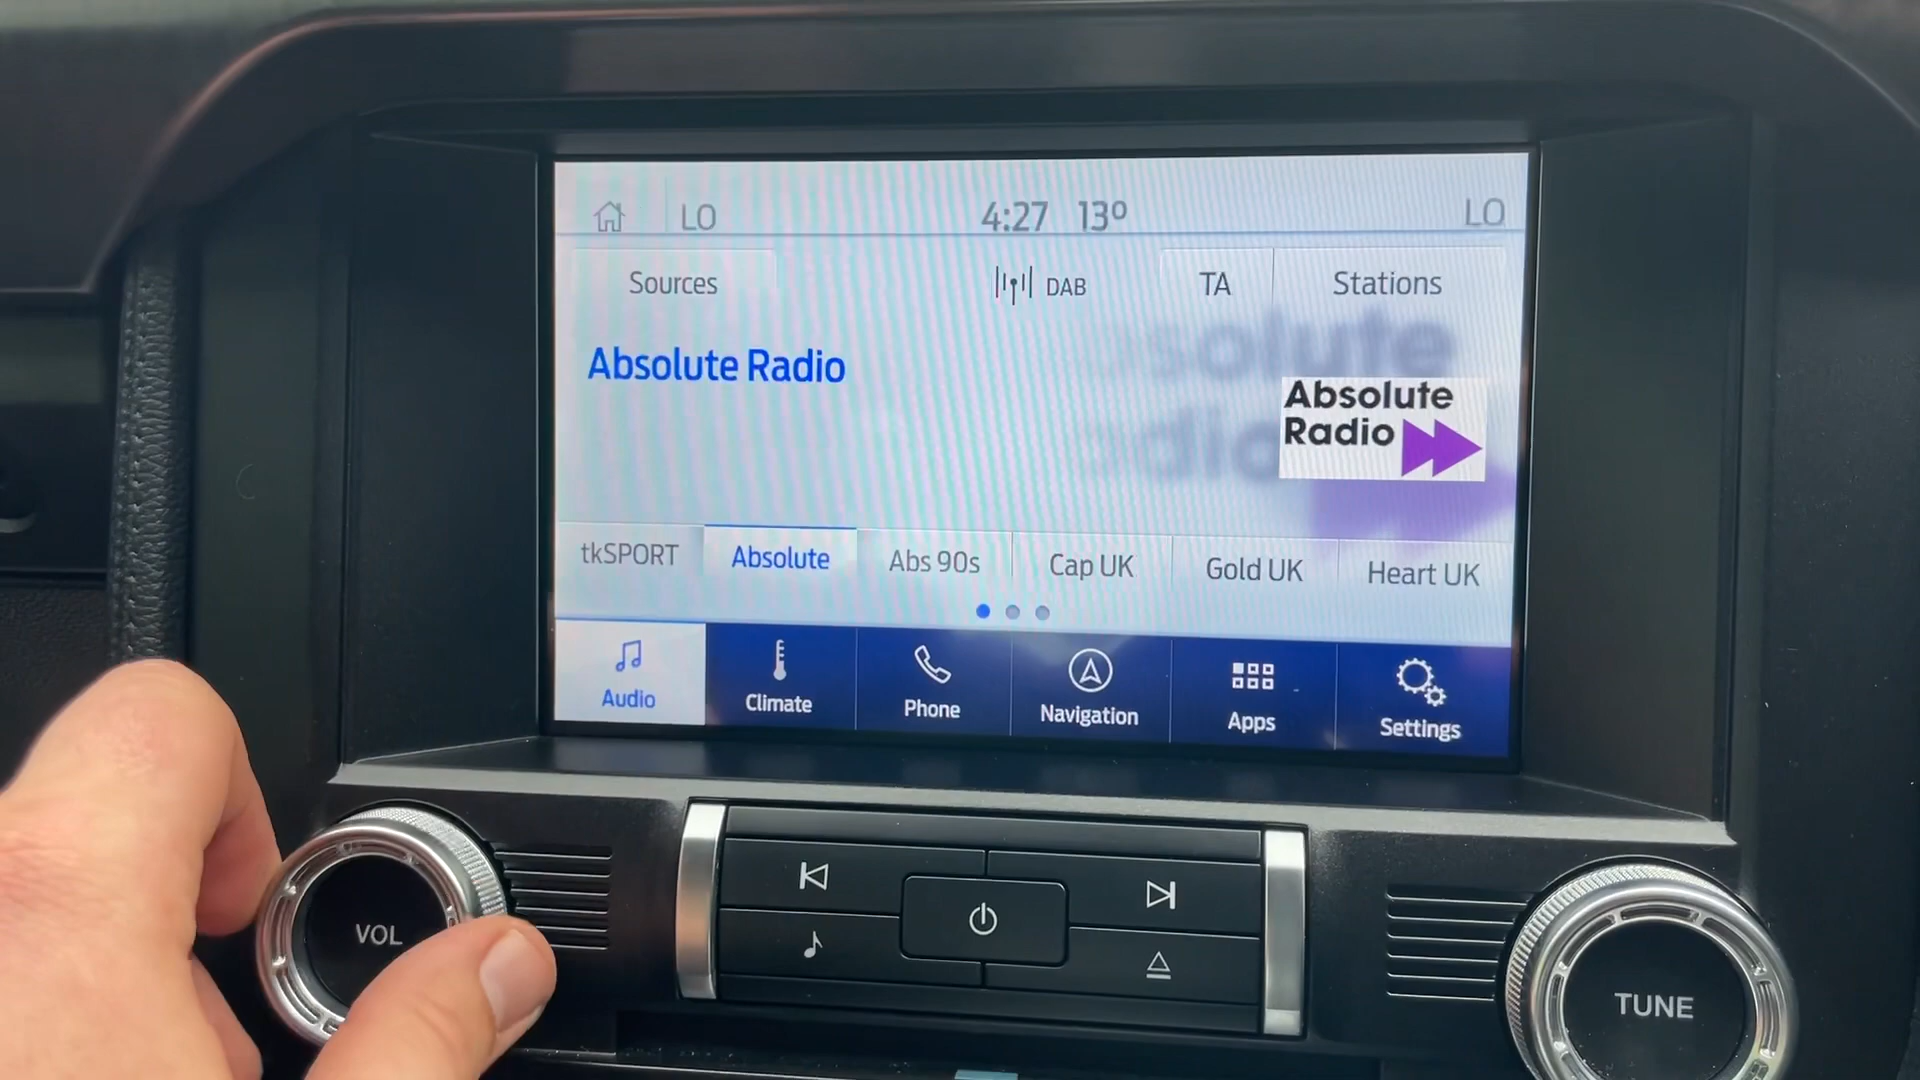 LO 4:27 13° LO
Sources DAB TA Stations
Absolute Radio
Absolute
Radio
tkSPORT Absolute Abs 90s Cap UK Gold UK Heart UK
Audio Climate Phone Navigation Apps Settings
VOL
TUNE